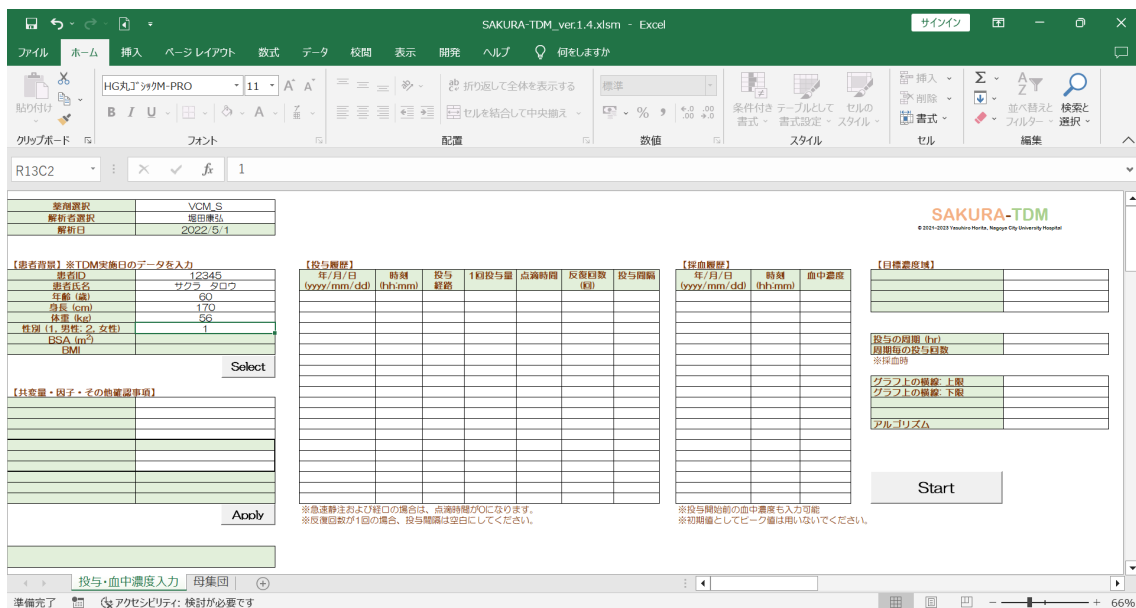 SAKURA-TDM_ver.1.4.xlsm - Excel
サインイン
ファイル ホーム 挿入 ページ レイアウト 数式 データ 校閲 表示 開発 ヘルプ 何をしますか
貼り付け
HG丸ｺﾞｼｯｸM-PRO 11
折り返して全体を表示する
標準
B I U
セルを結合して中央揃え
条件付き 書式
テーブルとして 書式設定
セルの スタイル
挿入
削除
書式
並べ替えと フィルター
検索と 選択
クリップボード フォント 配置 数値 スタイル セル 編集
R13C2 fx 1
薬剤選択 VCM_S
解析者選択 堀田康弘
解析日 2022/5/1
SAKURA-TDM
© 2021-2023 Yasuhiro Horita, Nagoya City University Hospital
【患者背景】※TDM実施日のデータを入力
患者ID 12345
患者氏名 サクラ タロウ
年齢 (歳) 60
身長 (cm) 170
体重 (kg) 56
性別 (1, 男性; 2, 女性) 1
BSA (m²)
BMI
Select
【共変量・因子・その他確認事項】
Apply
【投与履歴】
年/月/日 (yyyy/mm/dd) 時刻 (hh:mm) 投与経路 1回投与量 点滴時間 反復回数 (回) 投与間隔
※急速静注および経口の場合は、点滴時間が0になります。
※反復回数が1回の場合、投与間隔は空白にしてください。
【採血履歴】
年/月/日 (yyyy/mm/dd) 時刻 (hh:mm) 血中濃度
※投与開始前の血中濃度も入力可能
※初期値としてピーク値は用いないでください。
【目標濃度域】
投与の周期 (hr)
周期毎の投与回数
※採血時
グラフ上の横線: 上限
グラフ上の横線: 下限
アルゴリズム
Start
投与・血中濃度入力 母集団
準備完了 アクセシビリティ: 検討が必要です 66%